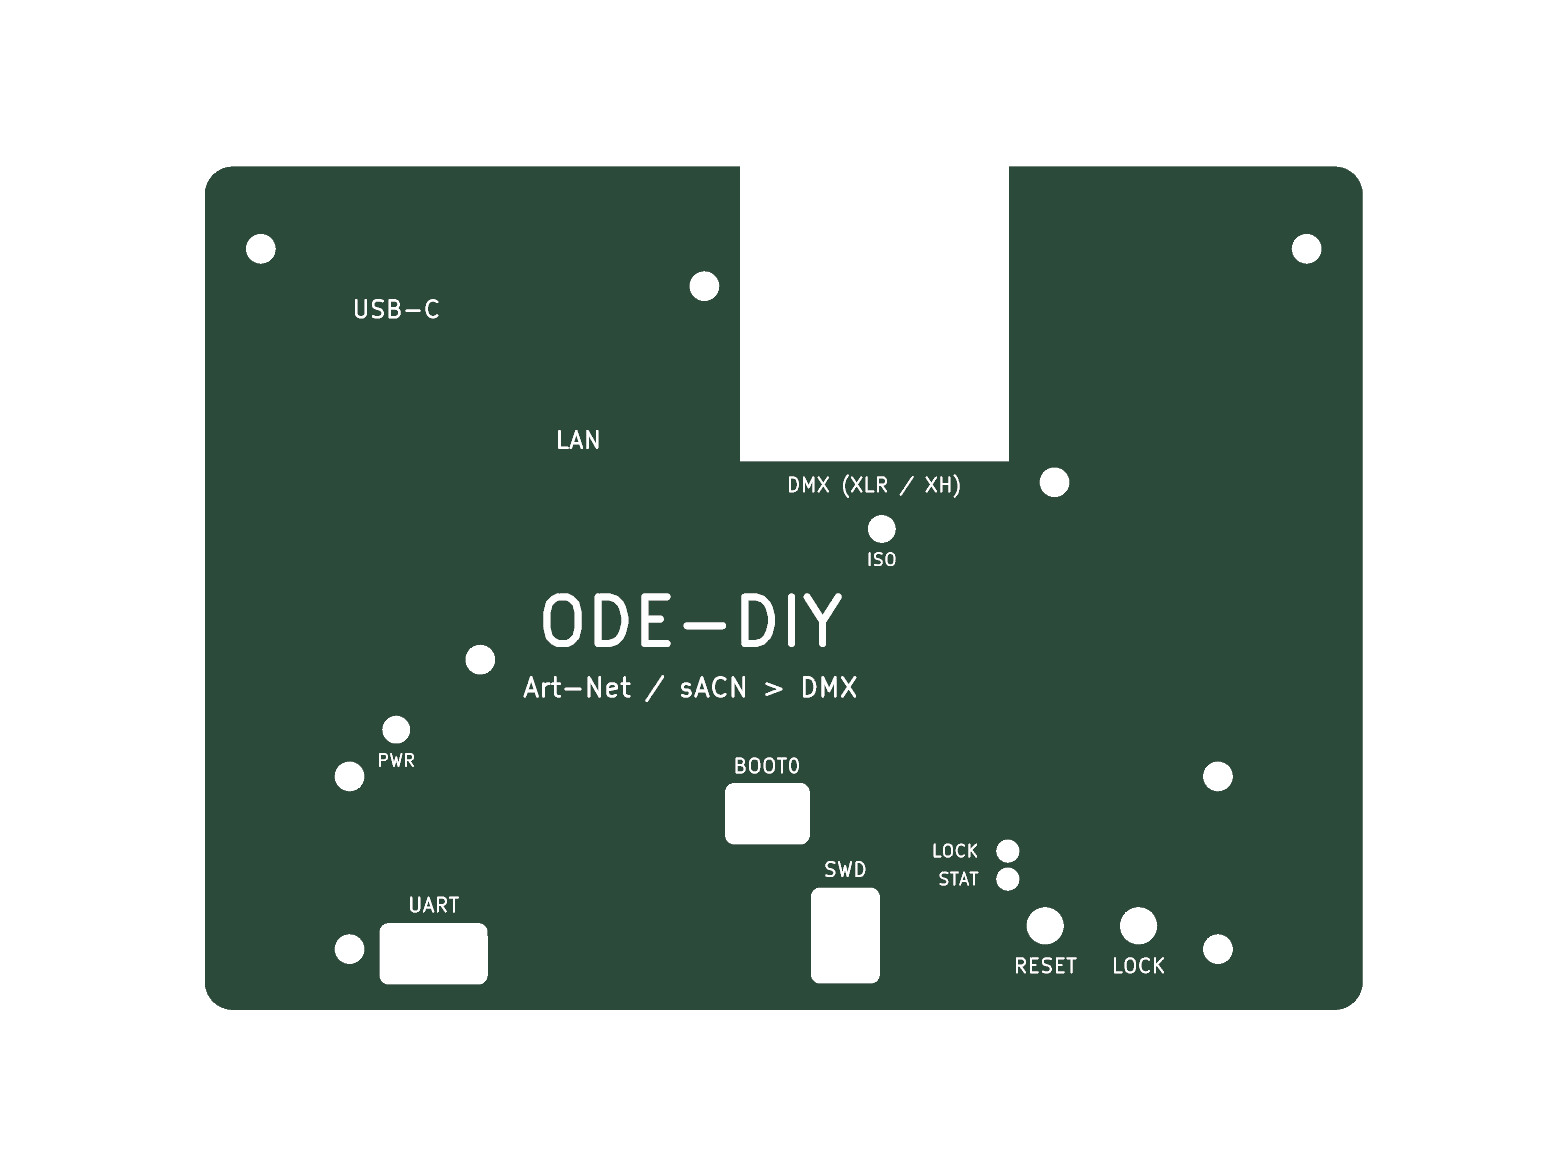 USB-C
LAN
DMX (XLR / XH)
ISO
ODE-DIY
Art-Net / sACN > DMX
PWR
BOOT0
LOCK
SWD
STAT
UART
RESET
LOCK